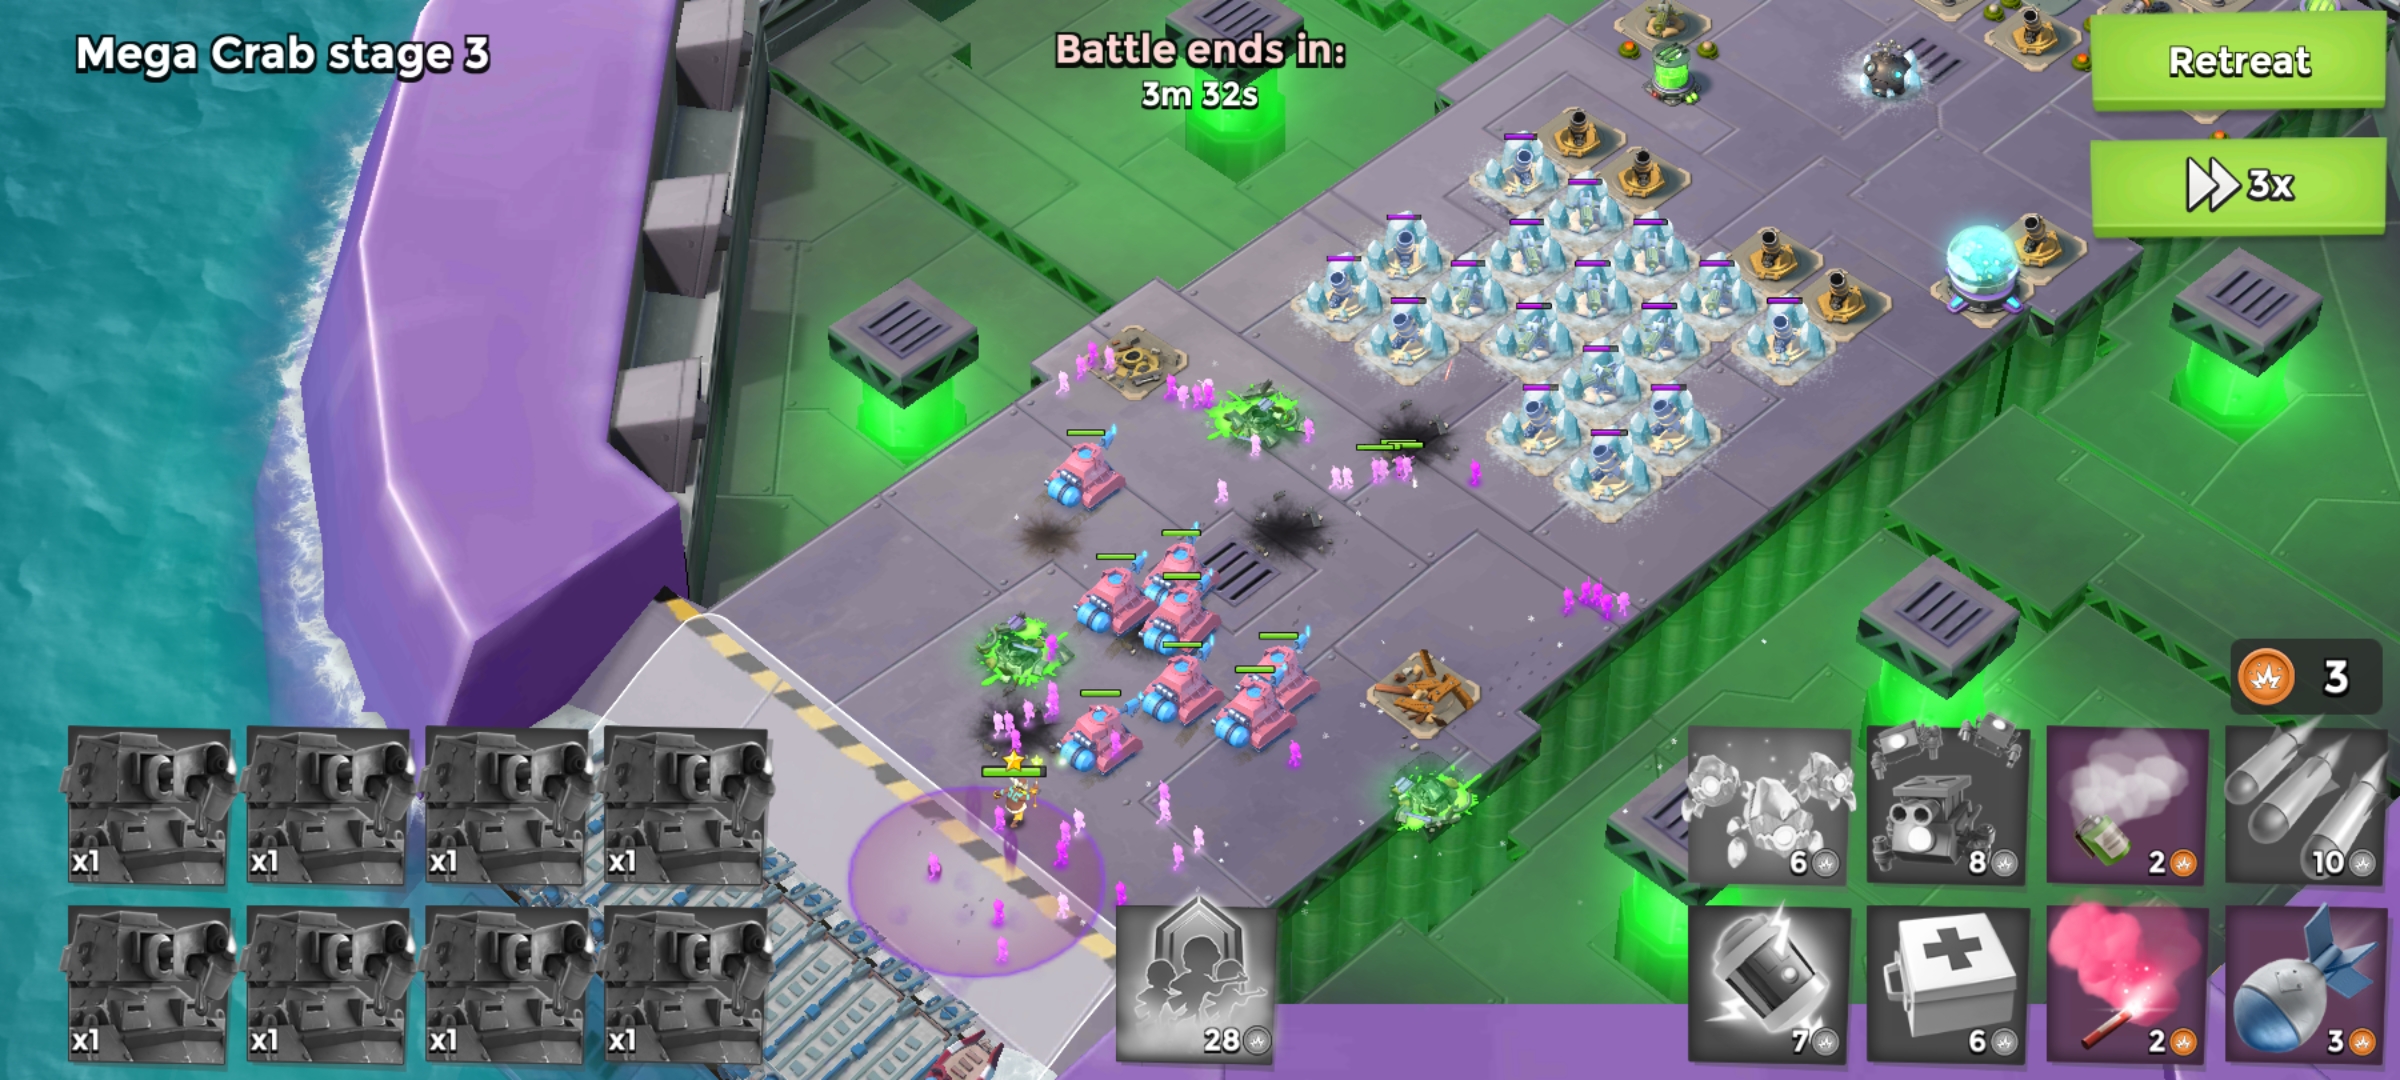 Mega Crab stage 3
Battle ends in:
3m 32s
Retreat
3x
3
x1
x1
x1
x1
6
8
2
10
x1
x1
x1
x1
28
7
6
2
3